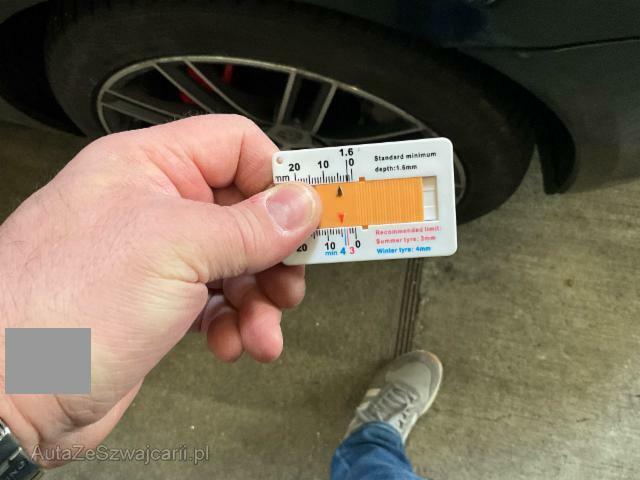 1.6
mm 20 10 0
Standard minimum
depth:1.6mm
20 10 0
min 4 3
Recommended limit:
Summer tyre: 3mm
Winter tyre: 4mm
AutaZeSzwajcarii.pl